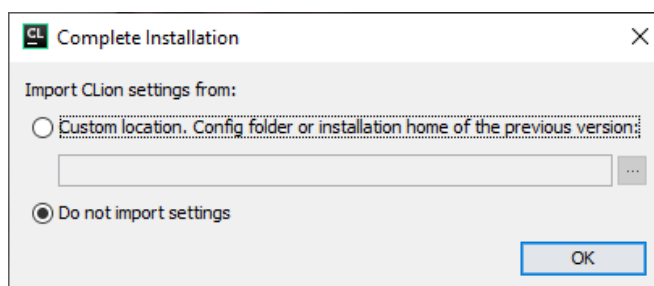 CL
Complete Installation
Import CLion settings from:
Custom location. Config folder or installation home of the previous version:
...
Do not import settings
OK